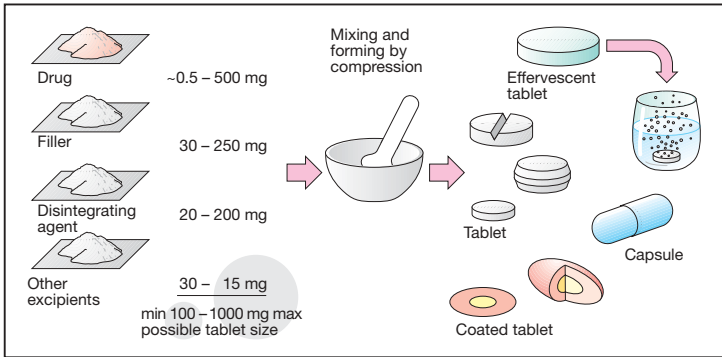 Drug
~0.5 – 500 mg
Filler
30 – 250 mg
Disintegrating
agent
20 – 200 mg
Other
excipients
30 – 15 mg
min 100 – 1000 mg max
possible tablet size
Mixing and
forming by
compression
Effervescent
tablet
Tablet
Capsule
Coated tablet